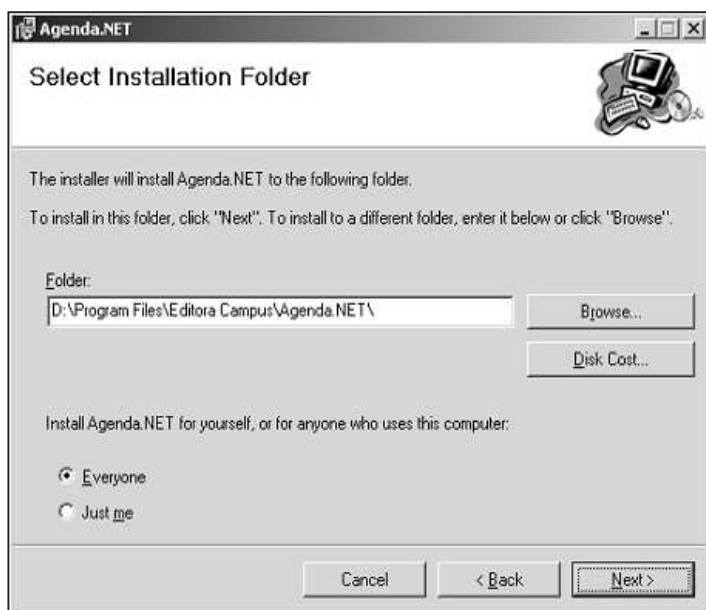 Agenda.NET
Select Installation Folder
The installer will install Agenda.NET to the following folder.
To install in this folder, click "Next". To install to a different folder, enter it below or click "Browse".
Folder:
D:\Program Files\Editora Campus\Agenda.NET\
Browse...
Disk Cost...
Install Agenda.NET for yourself, or for anyone who uses this computer:
Everyone
Just me
Cancel
< Back
Next >